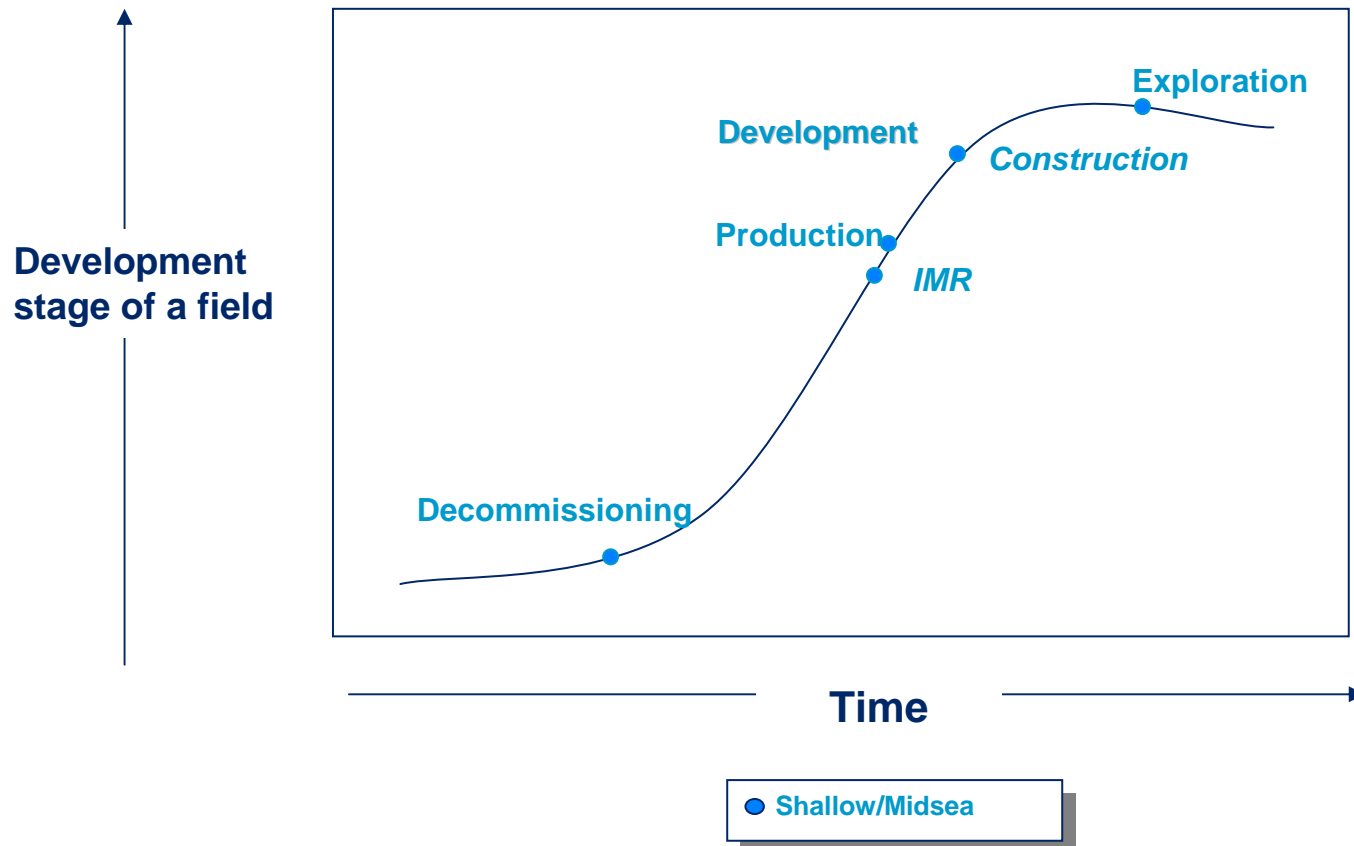 Exploration
Development
Construction
Production
IMR
Development
stage of a field
Decommissioning
Time
Shallow/Midsea